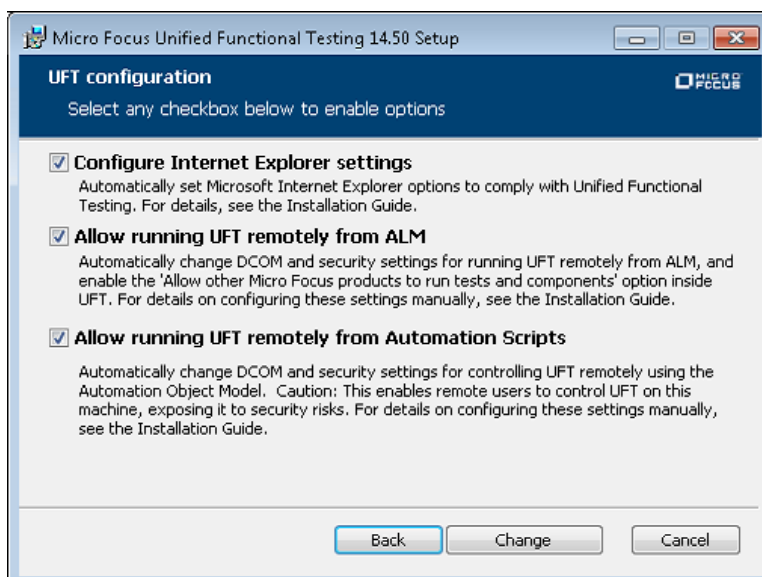 Micro Focus Unified Functional Testing 14.50 Setup
UFT configuration
MICRO
FOCUS
Select any checkbox below to enable options
Configure Internet Explorer settings
Automatically set Microsoft Internet Explorer options to comply with Unified Functional
Testing. For details, see the Installation Guide.
Allow running UFT remotely from ALM
Automatically change DCOM and security settings for running UFT remotely from ALM, and
enable the 'Allow other Micro Focus products to run tests and components' option inside
UFT. For details on configuring these settings manually, see the Installation Guide.
Allow running UFT remotely from Automation Scripts
Automatically change DCOM and security settings for controlling UFT remotely using the
Automation Object Model.  Caution: This enables remote users to control UFT on this
machine, exposing it to security risks. For details on configuring these settings manually,
see the Installation Guide.
Back
Change
Cancel